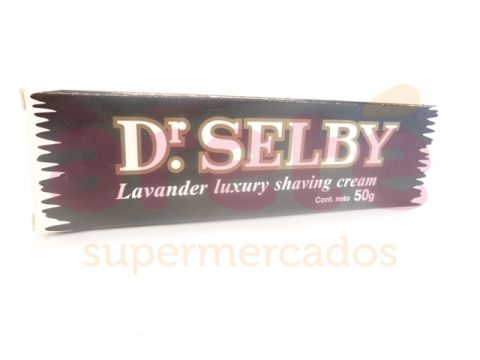 Dr. SELBY
Lavander luxury shaving cream
Cont. neto 50g
supermercados